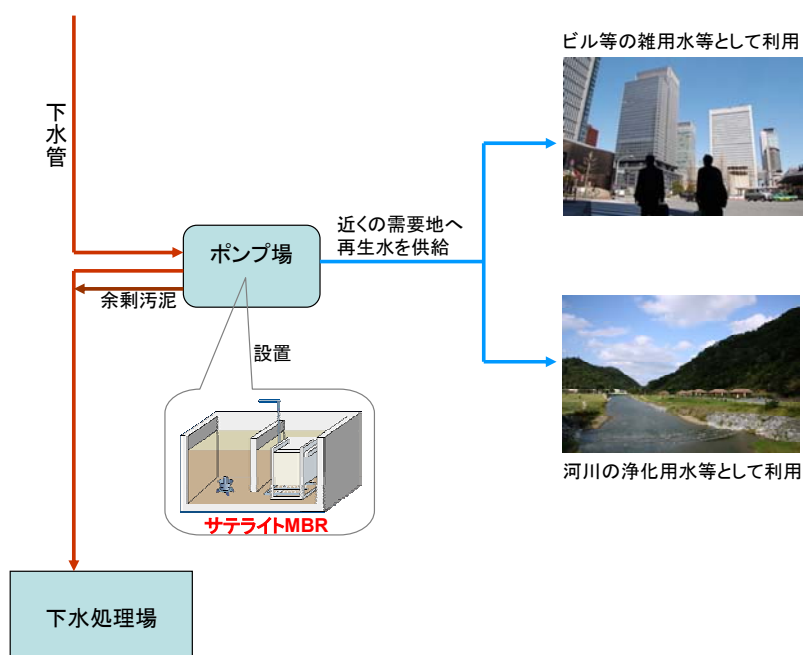 ビル等の雑用水等として利用
下水管
近くの需要地へ
再生水を供給
ポンプ場
余剰汚泥
設置
サテライトMBR
河川の浄化用水等として利用
下水処理場